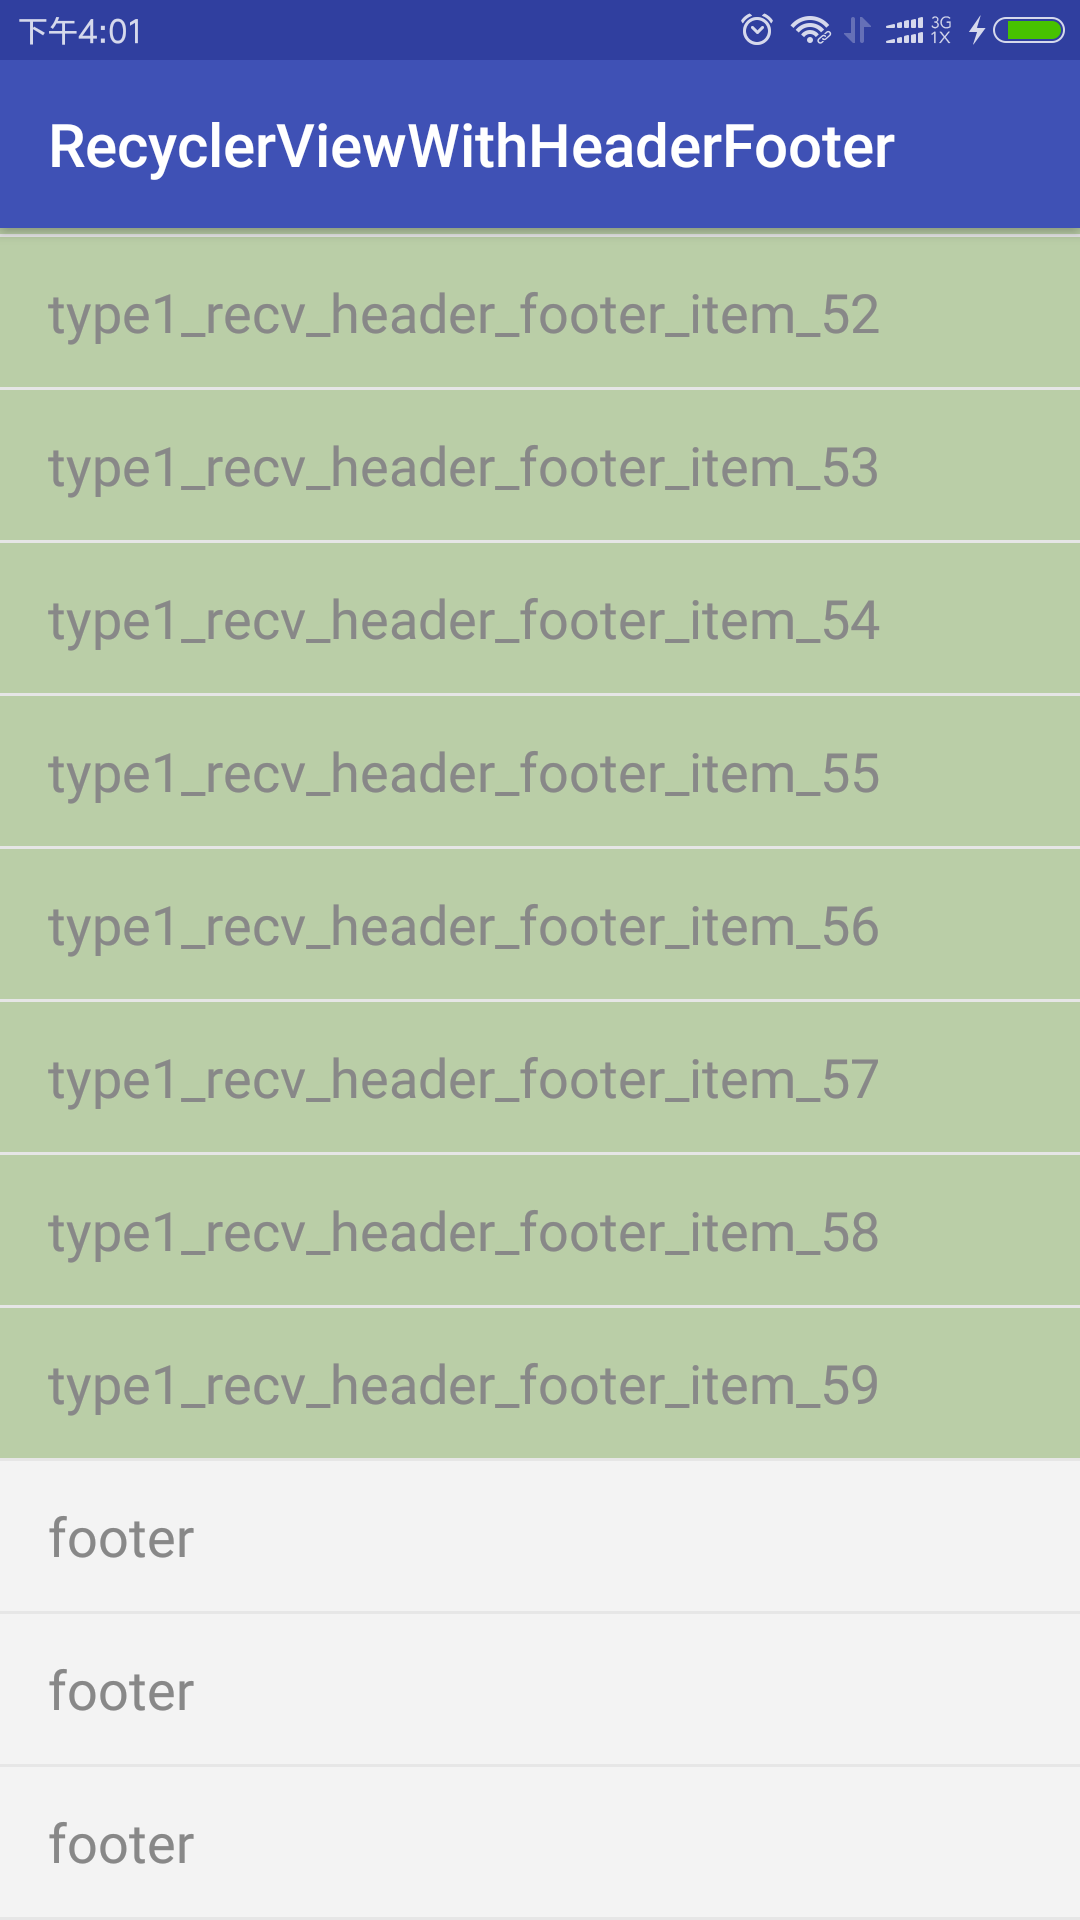 下午4:01
3G
1X
RecyclerViewWithHeaderFooter
type1_recv_header_footer_item_52
type1_recv_header_footer_item_53
type1_recv_header_footer_item_54
type1_recv_header_footer_item_55
type1_recv_header_footer_item_56
type1_recv_header_footer_item_57
type1_recv_header_footer_item_58
type1_recv_header_footer_item_59
footer
footer
footer